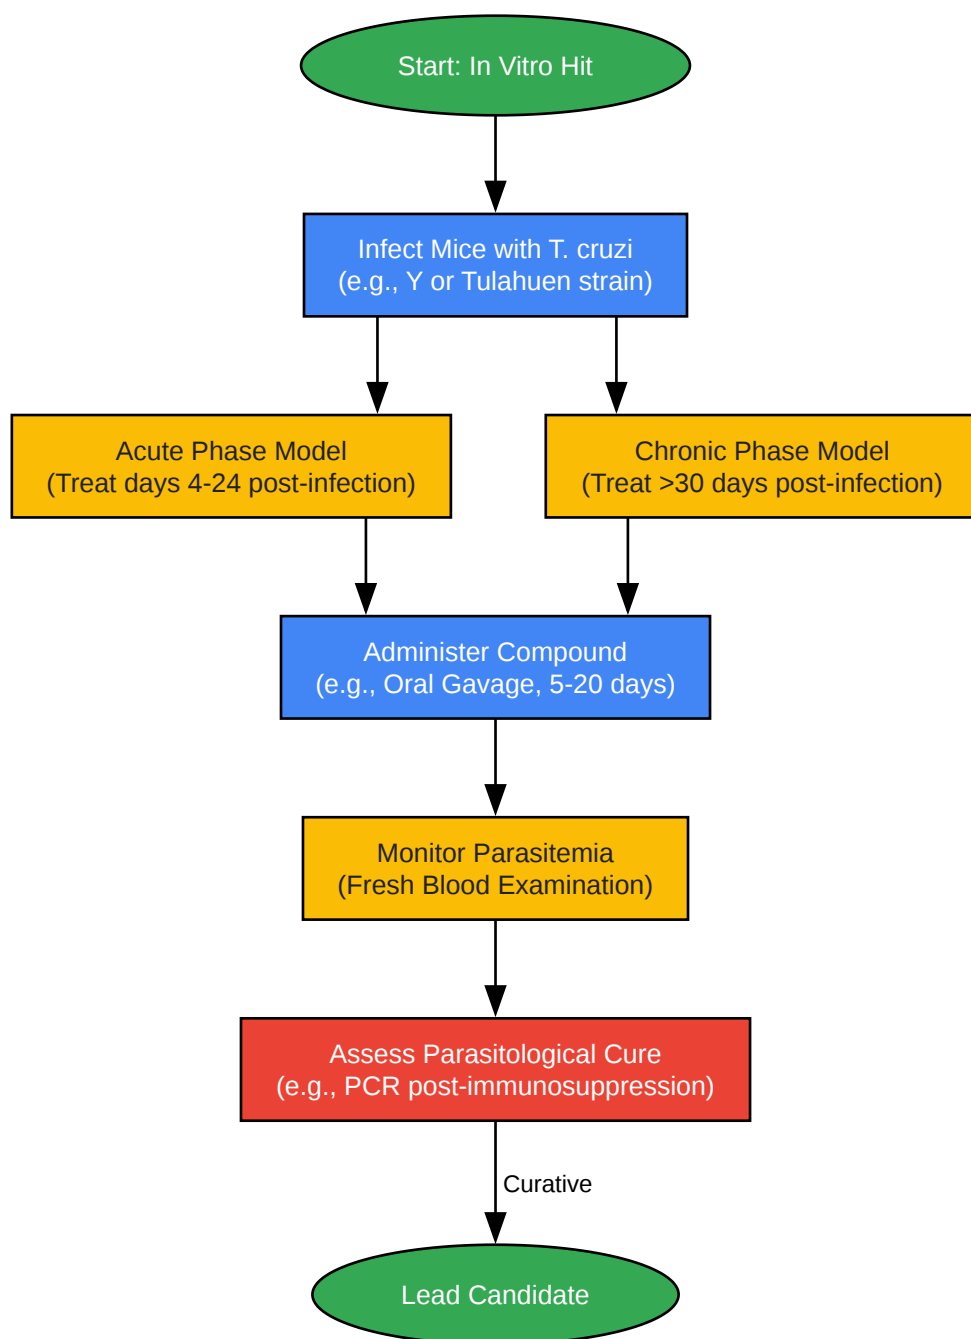 Start: In Vitro Hit
Infect Mice with T. cruzi
(e.g., Y or Tulahuen strain)
Acute Phase Model
(Treat days 4-24 post-infection)
Chronic Phase Model
(Treat >30 days post-infection)
Administer Compound
(e.g., Oral Gavage, 5-20 days)
Monitor Parasitemia
(Fresh Blood Examination)
Assess Parasitological Cure
(e.g., PCR post-immunosuppression)
Curative
Lead Candidate